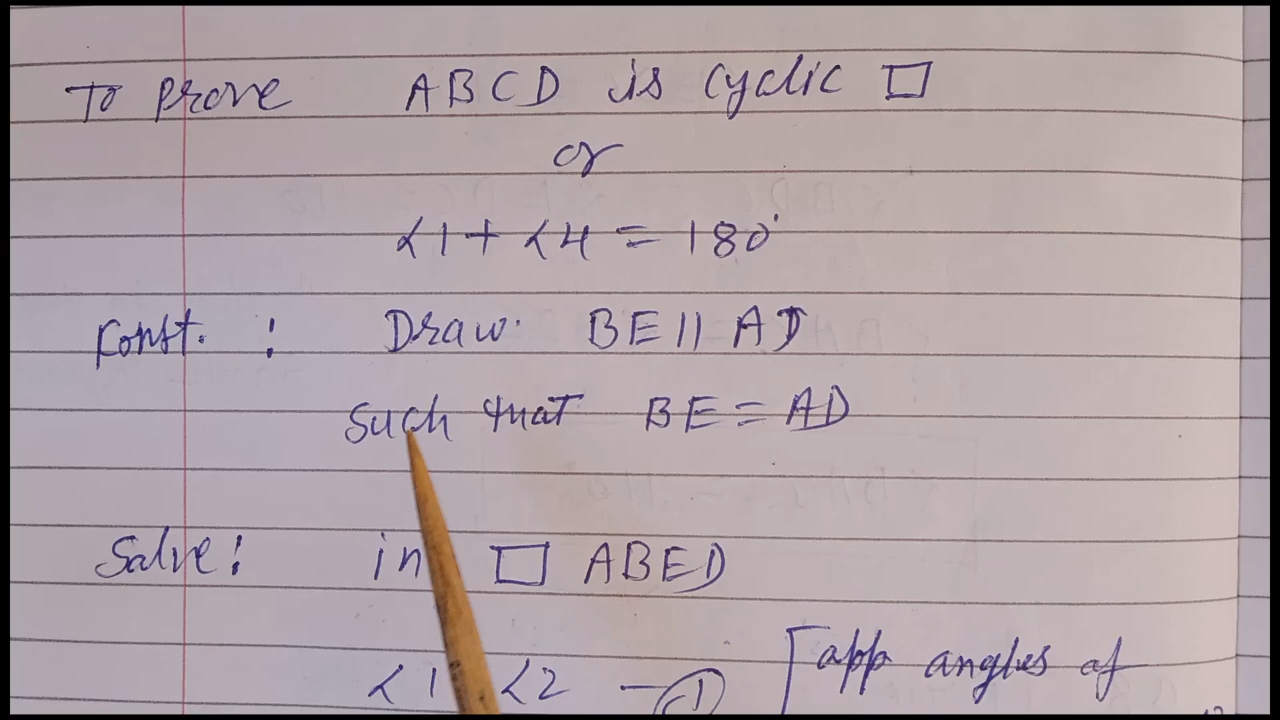 To prove ABCD is cyclic □
or
∠1 + ∠4 = 180°
Const. : Draw BE || AD
such that BE = AD
Solve: in □ ABED
∠1 ∠2 — ① [app angles of